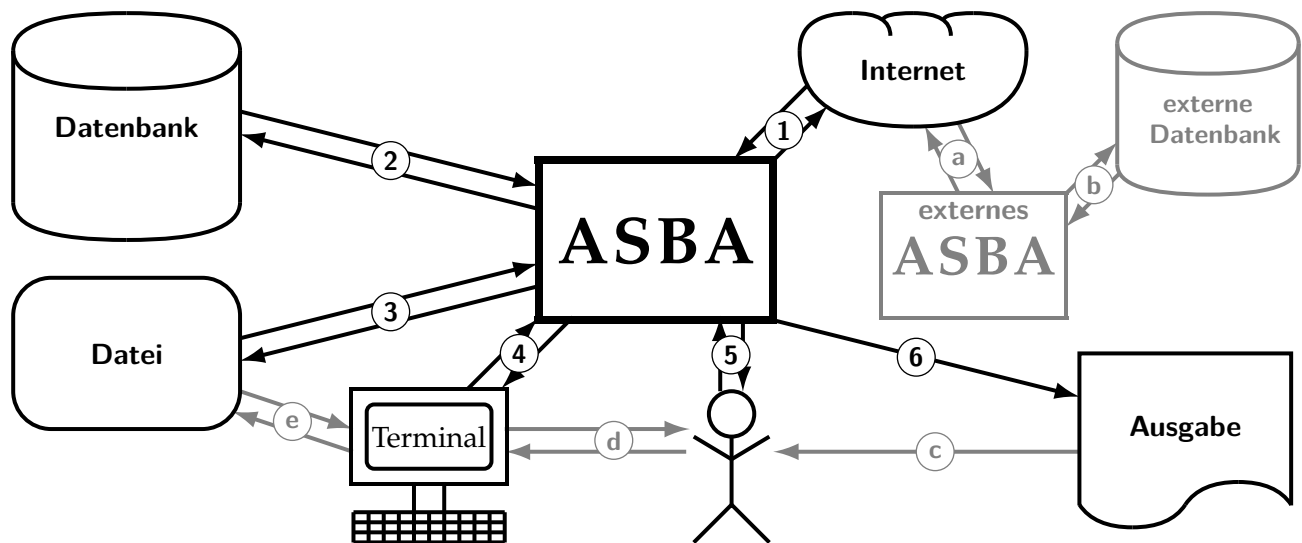 Datenbank
Internet
externe
Datenbank
1
2
a
b
externes
ASBA
ASBA
3
Datei
4
5
6
e
Terminal
d
c
Ausgabe